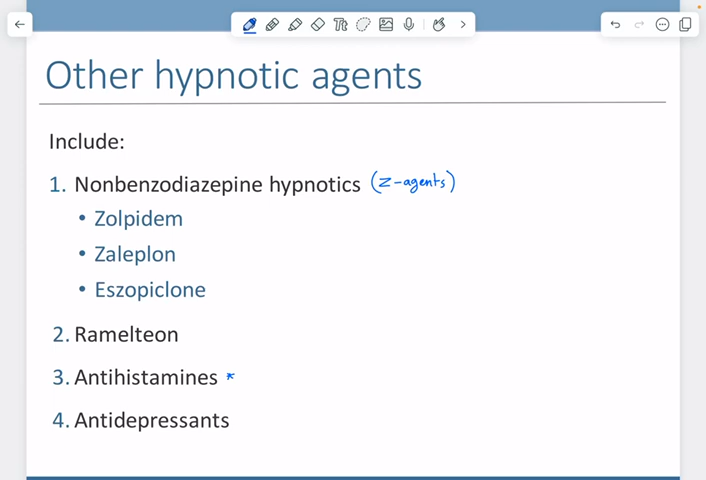 Other hypnotic agents
Include:
1. Nonbenzodiazepine hypnotics (z-agents)
• Zolpidem
• Zaleplon
• Eszopiclone
2. Ramelteon
3. Antihistamines *
4. Antidepressants